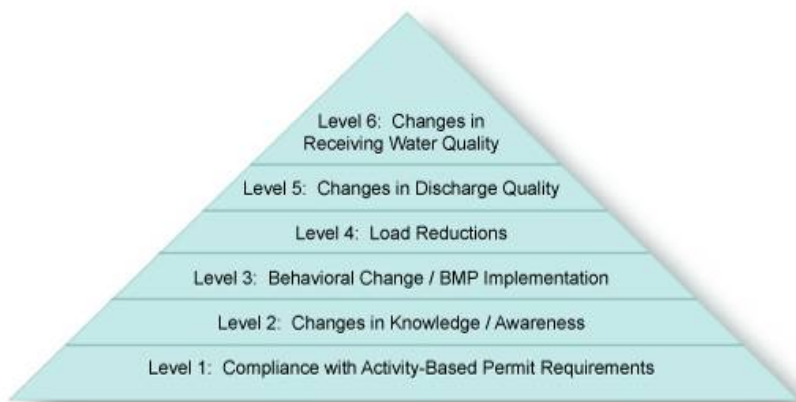 Level 6:  Changes in
Receiving Water Quality
Level 5:  Changes in Discharge Quality
Level 4:  Load Reductions
Level 3:  Behavioral Change / BMP Implementation
Level 2:  Changes in Knowledge / Awareness
Level 1:  Compliance with Activity-Based Permit Requirements